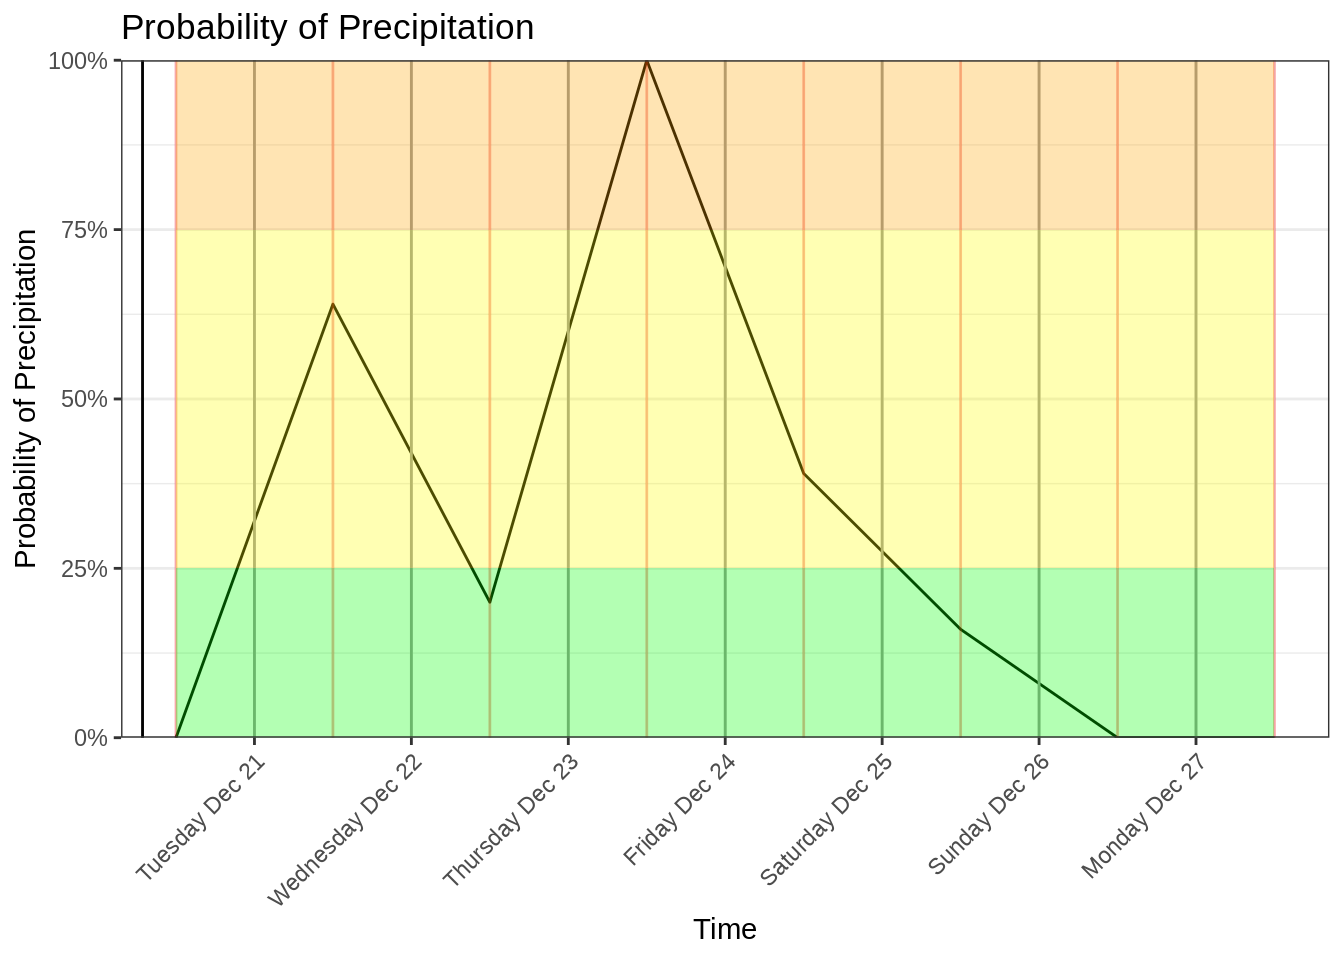 Probability of Precipitation
Probability of Precipitation
100%
75%
50%
25%
0%
Tuesday Dec 21
Wednesday Dec 22
Thursday Dec 23
Friday Dec 24
Saturday Dec 25
Sunday Dec 26
Monday Dec 27
Time